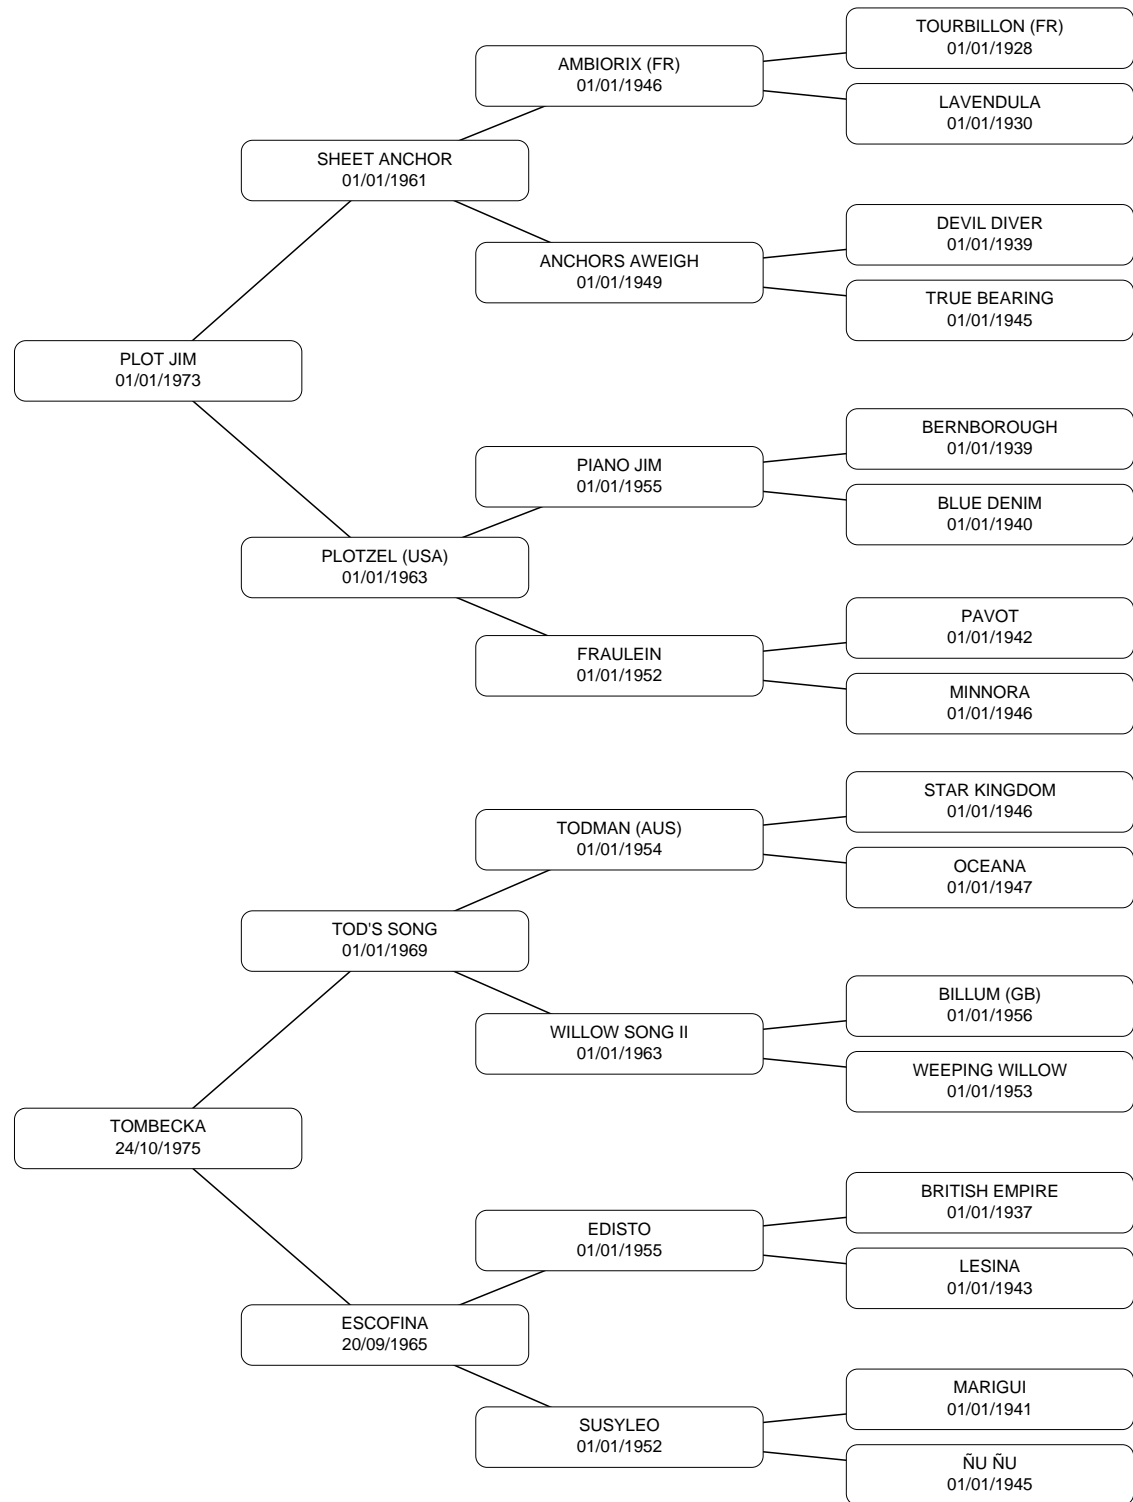 TOURBILLON (FR)
01/01/1928
AMBIORIX (FR)
01/01/1946
LAVENDULA
01/01/1930
SHEET ANCHOR
01/01/1961
DEVIL DIVER
01/01/1939
ANCHORS AWEIGH
01/01/1949
TRUE BEARING
01/01/1945
PLOT JIM
01/01/1973
BERNBOROUGH
01/01/1939
PIANO JIM
01/01/1955
BLUE DENIM
01/01/1940
PLOTZEL (USA)
01/01/1963
PAVOT
01/01/1942
FRAULEIN
01/01/1952
MINNORA
01/01/1946
STAR KINGDOM
01/01/1946
TODMAN (AUS)
01/01/1954
OCEANA
01/01/1947
TOD'S SONG
01/01/1969
BILLUM (GB)
01/01/1956
WILLOW SONG II
01/01/1963
WEEPING WILLOW
01/01/1953
TOMBECKA
24/10/1975
BRITISH EMPIRE
01/01/1937
EDISTO
01/01/1955
LESINA
01/01/1943
ESCOFINA
20/09/1965
MARIGUI
01/01/1941
SUSYLEO
01/01/1952
ÑU ÑU
01/01/1945